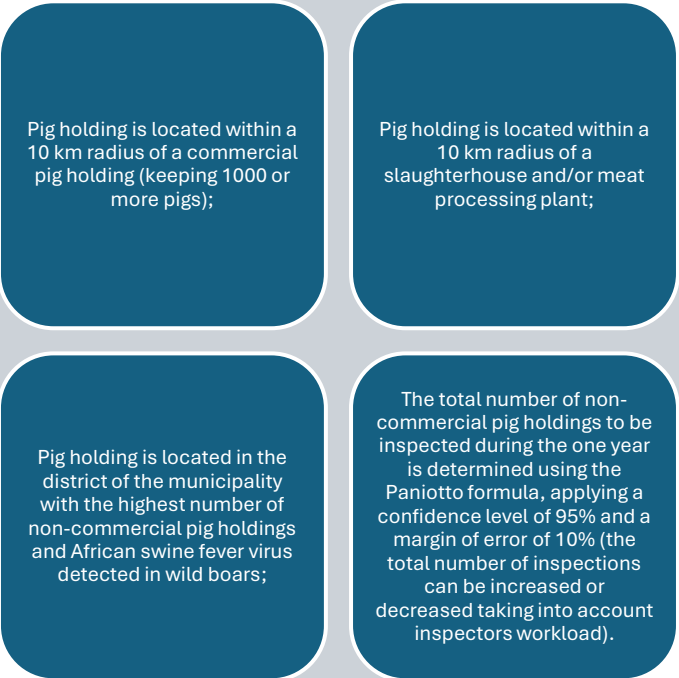 Pig holding is located within a
10 km radius of a commercial
pig holding (keeping 1000 or
more pigs);
Pig holding is located within a
10 km radius of a
slaughterhouse and/or meat
processing plant;
Pig holding is located in the
district of the municipality
with the highest number of
non-commercial pig holdings
and African swine fever virus
detected in wild boars;
The total number of non-
commercial pig holdings to be
inspected during the one year
is determined using the
Paniotto formula, applying a
confidence level of 95% and a
margin of error of 10% (the
total number of inspections
can be increased or
decreased taking into account
inspectors workload).